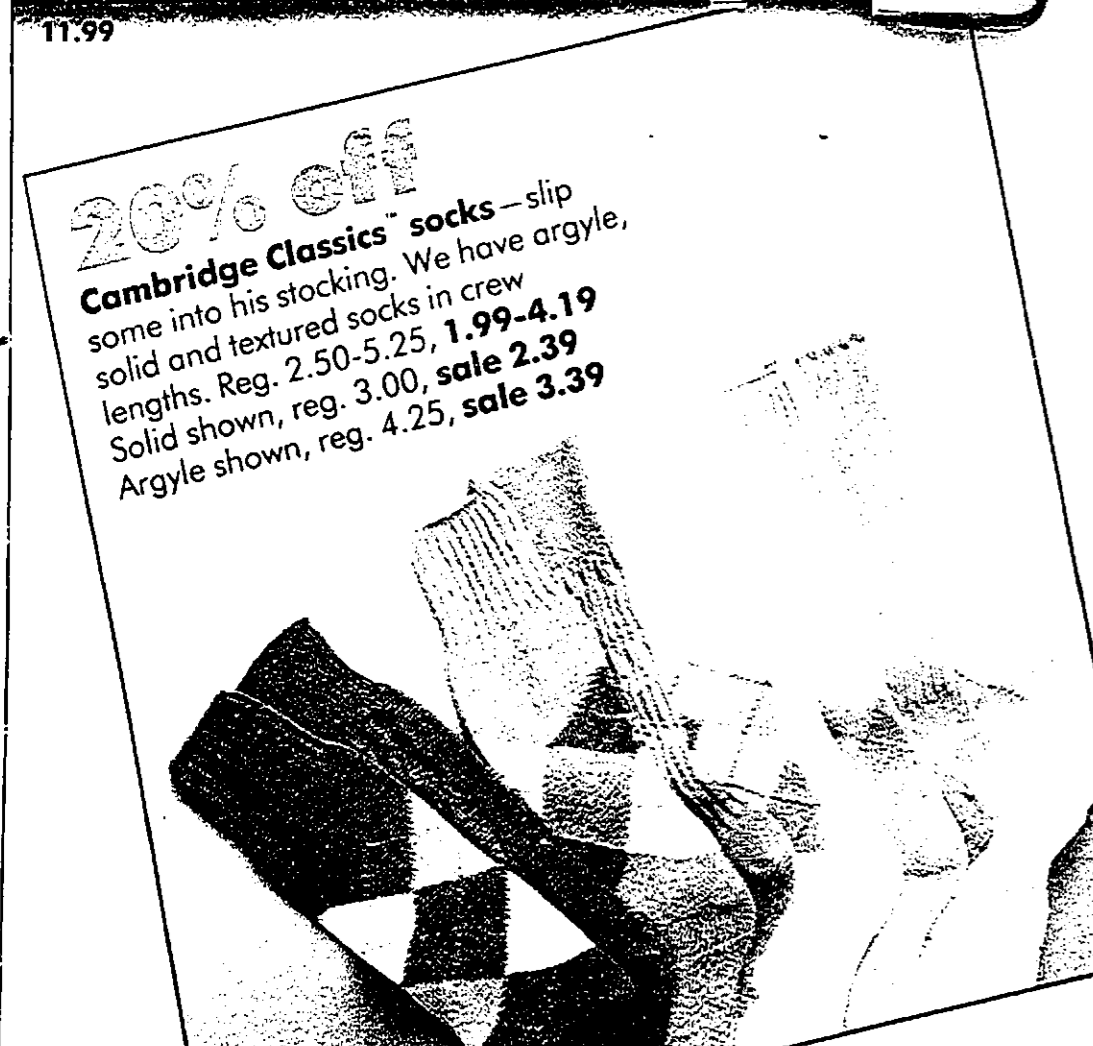 11.99
20% off
Cambridge Classics™ socks—slip
some into his stocking. We have argyle,
solid and textured socks in crew
lengths. Reg. 2.50-5.25, 1.99-4.19
Solid shown, reg. 3.00, sale 2.39
Argyle shown, reg. 4.25, sale 3.39